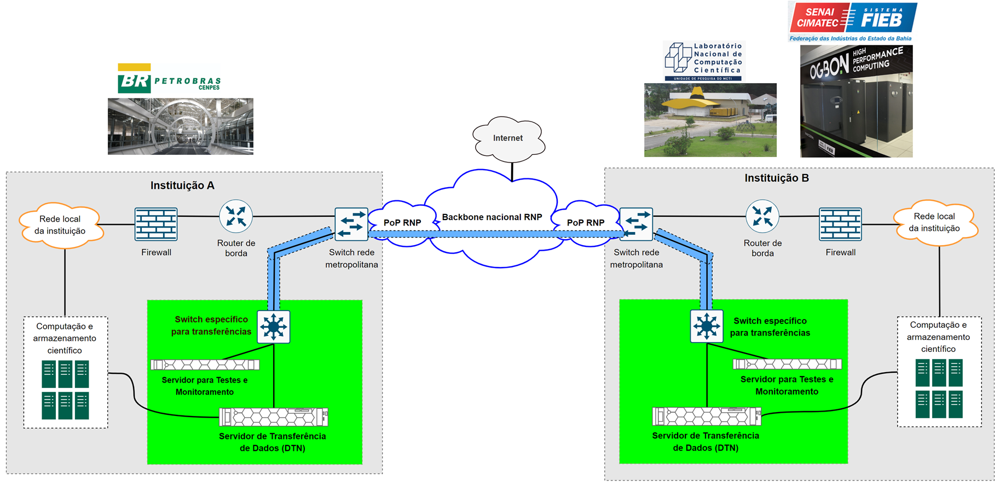 SENAI
CIMATEC
SISTEMA
FIEB
Federação das Indústrias do Estado da Bahia
Laboratório
Nacional de
Computação
Científica
UNIDADE DE PESQUISA DO MCTI
OGBON
HIGH
PERFORMANCE
COMPUTING
SENAI
FIEB
BR PETROBRAS
CENPES
Internet
Instituição A
Rede local
da instituição
Firewall
Router de
borda
Switch rede
metropolitana
PoP RNP
Backbone nacional RNP
PoP RNP
Computação e
armazenamento
científico
Switch específico
para transferências
Servidor para Testes e
Monitoramento
Servidor de Transferência
de Dados (DTN)
Instituição B
Switch rede
metropolitana
Router de
borda
Firewall
Rede local
da instituição
Switch específico
para transferências
Servidor para Testes e
Monitoramento
Servidor de Transferência
de Dados (DTN)
Computação e
armazenamento
científico